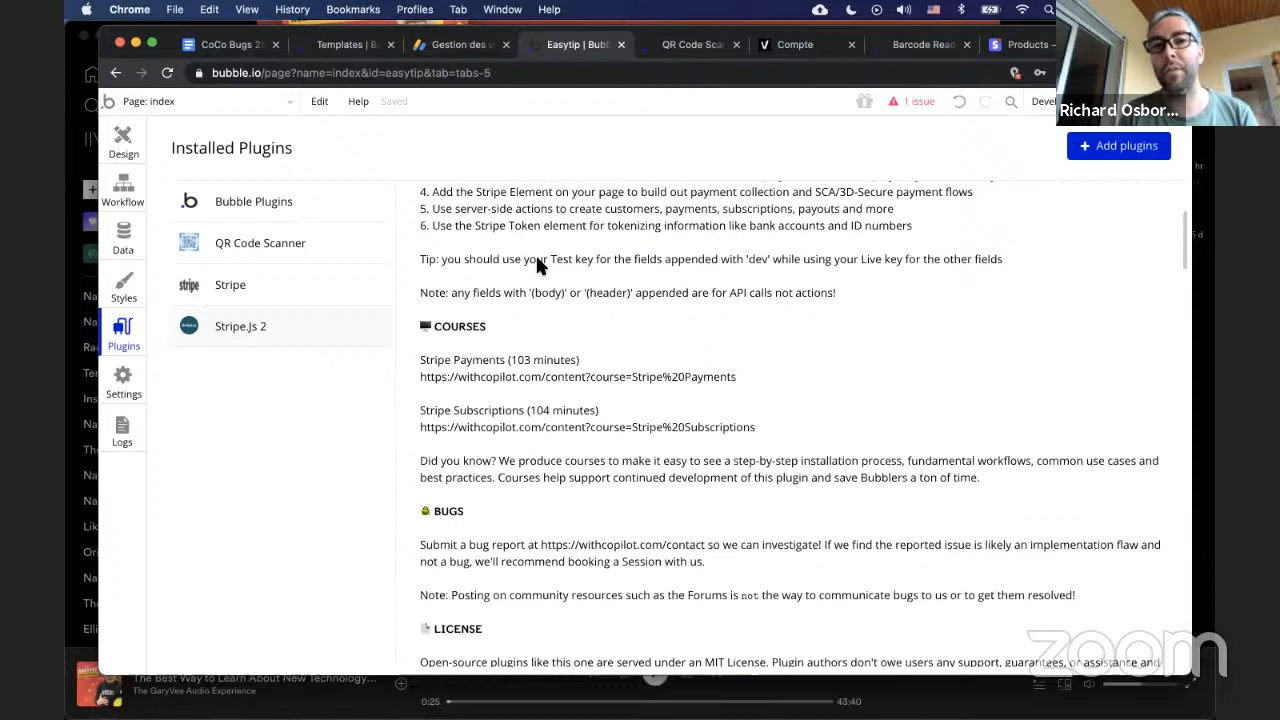 Chrome File Edit View History Bookmarks Profiles Tab Window Help
CoCo Bugs 2 Templates | B Gestion des u Easytip | Bub QR Code Sca Compte Barcode Read Products –
bubble.io/page?name=index&id=easytip&tab=tabs-5
Richard Osbor...
Page: index Edit Help Saved 1 issue Devel
Design
Workflow
Data
Styles
Plugins
Settings
Logs
Installed Plugins
Add plugins
Bubble Plugins
QR Code Scanner
Stripe
Stripe.Js 2
4. Add the Stripe Element on your page to build out payment collection and SCA/3D-Secure payment flows
5. Use server-side actions to create customers, payments, subscriptions, payouts and more
6. Use the Stripe Token element for tokenizing information like bank accounts and ID numbers
Tip: you should use your Test key for the fields appended with 'dev' while using your Live key for the other fields
Note: any fields with '(body)' or '(header)' appended are for API calls not actions!
COURSES
Stripe Payments (103 minutes)
https://withcopilot.com/content?course=Stripe%20Payments
Stripe Subscriptions (104 minutes)
https://withcopilot.com/content?course=Stripe%20Subscriptions
Did you know? We produce courses to make it easy to see a step-by-step installation process, fundamental workflows, common use cases and
best practices. Courses help support continued development of this plugin and save Bubblers a ton of time.
BUGS
Submit a bug report at https://withcopilot.com/contact so we can investigate! If we find the reported issue is likely an implementation flaw and
not a bug, we'll recommend booking a Session with us.
Note: Posting on community resources such as the Forums is not the way to communicate bugs to us or to get them resolved!
LICENSE
Open-source plugins like this one are served under an MIT License. Plugin authors don't owe users any support, guarantees, or assistance and
zoom
The Best Way to Learn About New Technology...
The GaryVee Audio Experience
0:25
43:40